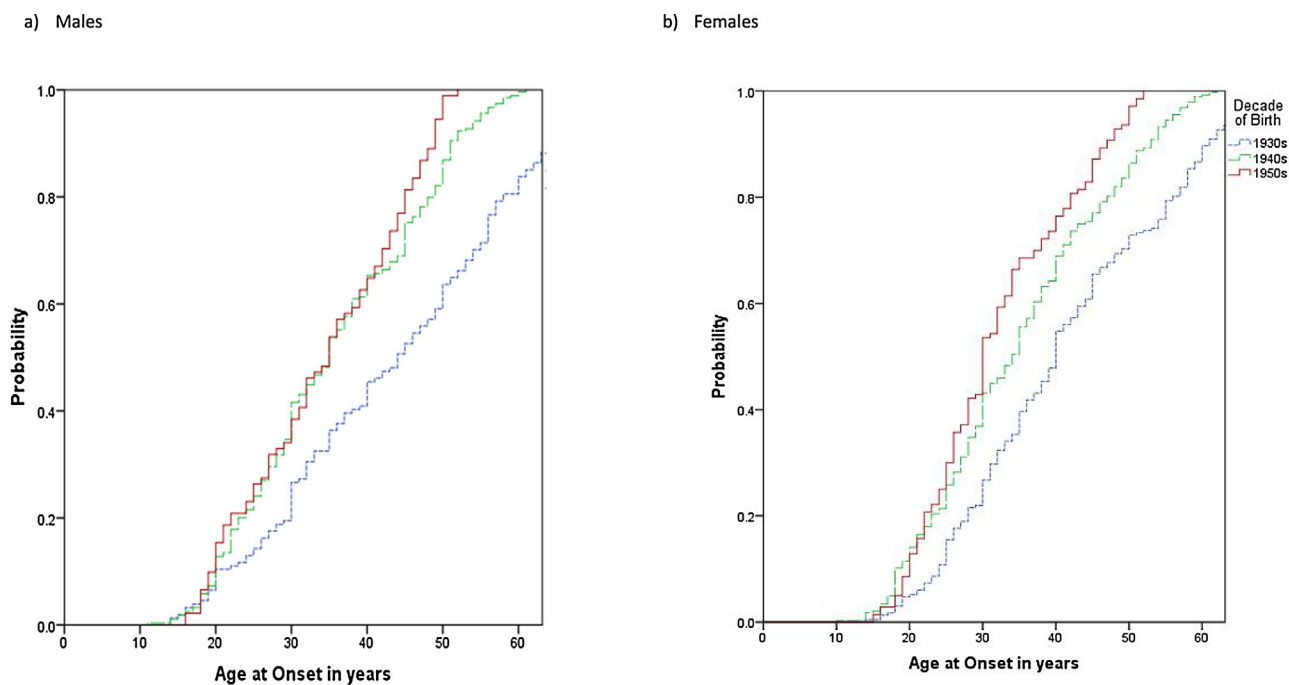 a) Males
b) Females
1.0
0.8
0.6
0.4
0.2
0.0
Probability
0 10 20 30 40 50 60
Age at Onset in years
1.0
0.8
0.6
0.4
0.2
0.0
Probability
0 10 20 30 40 50 60
Age at Onset in years
Decade
of Birth
1930s
1940s
1950s